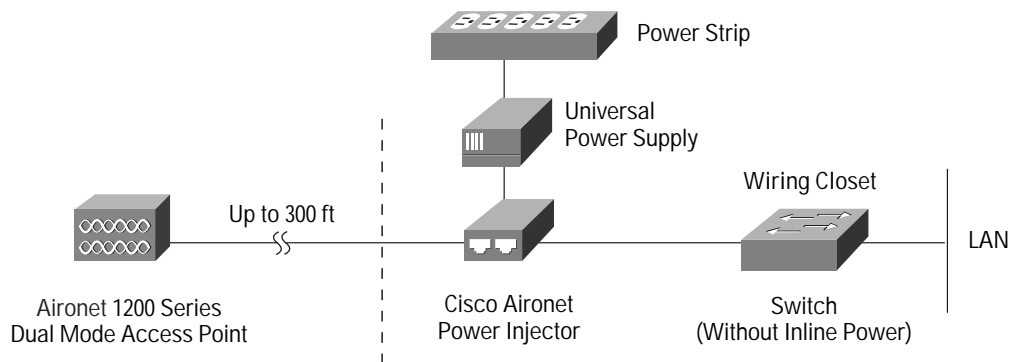 Power Strip
Universal
Power Supply
Wiring Closet
Up to 300 ft
LAN
Aironet 1200 Series
Dual Mode Access Point
Cisco Aironet
Power Injector
Switch
(Without Inline Power)